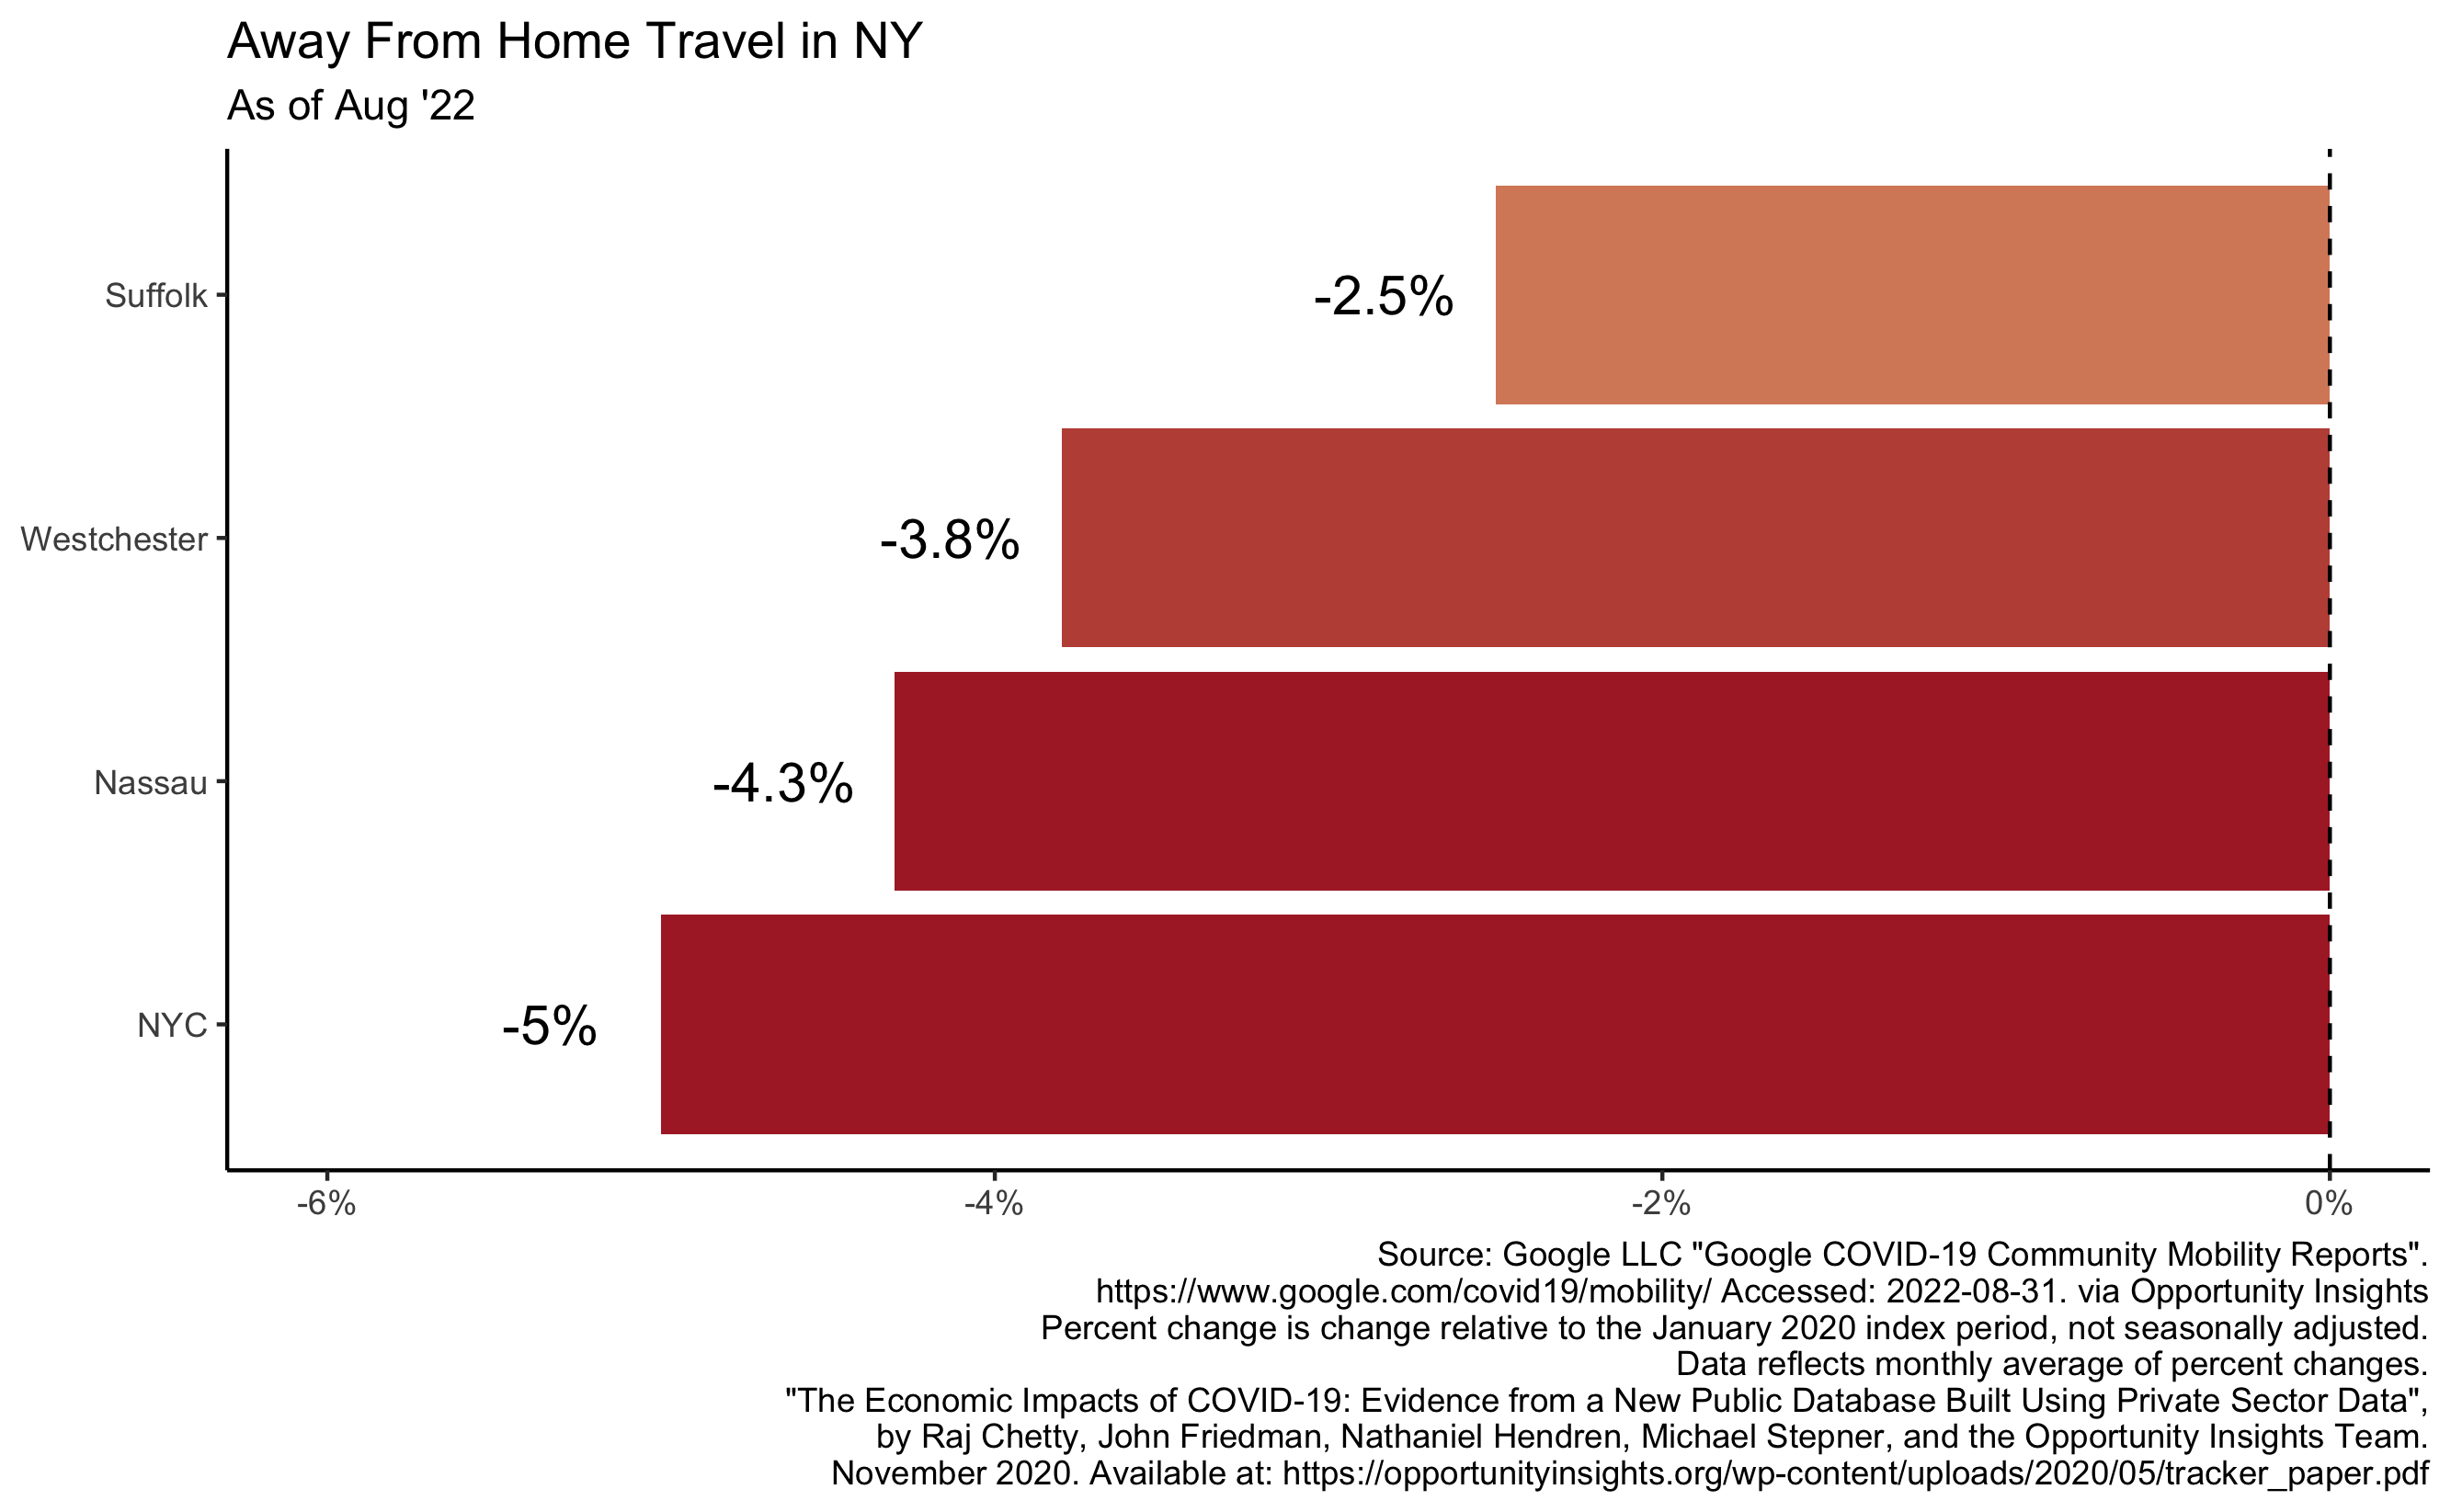 Away From Home Travel in NY
As of Aug '22
Suffolk
-2.5%
Westchester
-3.8%
Nassau
-4.3%
NYC
-5%
-6%
-4%
-2%
0%
Source: Google LLC "Google COVID-19 Community Mobility Reports".
https://www.google.com/covid19/mobility/ Accessed: 2022-08-31. via Opportunity Insights
Percent change is change relative to the January 2020 index period, not seasonally adjusted.
Data reflects monthly average of percent changes.
"The Economic Impacts of COVID-19: Evidence from a New Public Database Built Using Private Sector Data",
by Raj Chetty, John Friedman, Nathaniel Hendren, Michael Stepner, and the Opportunity Insights Team.
November 2020. Available at: https://opportunityinsights.org/wp-content/uploads/2020/05/tracker_paper.pdf